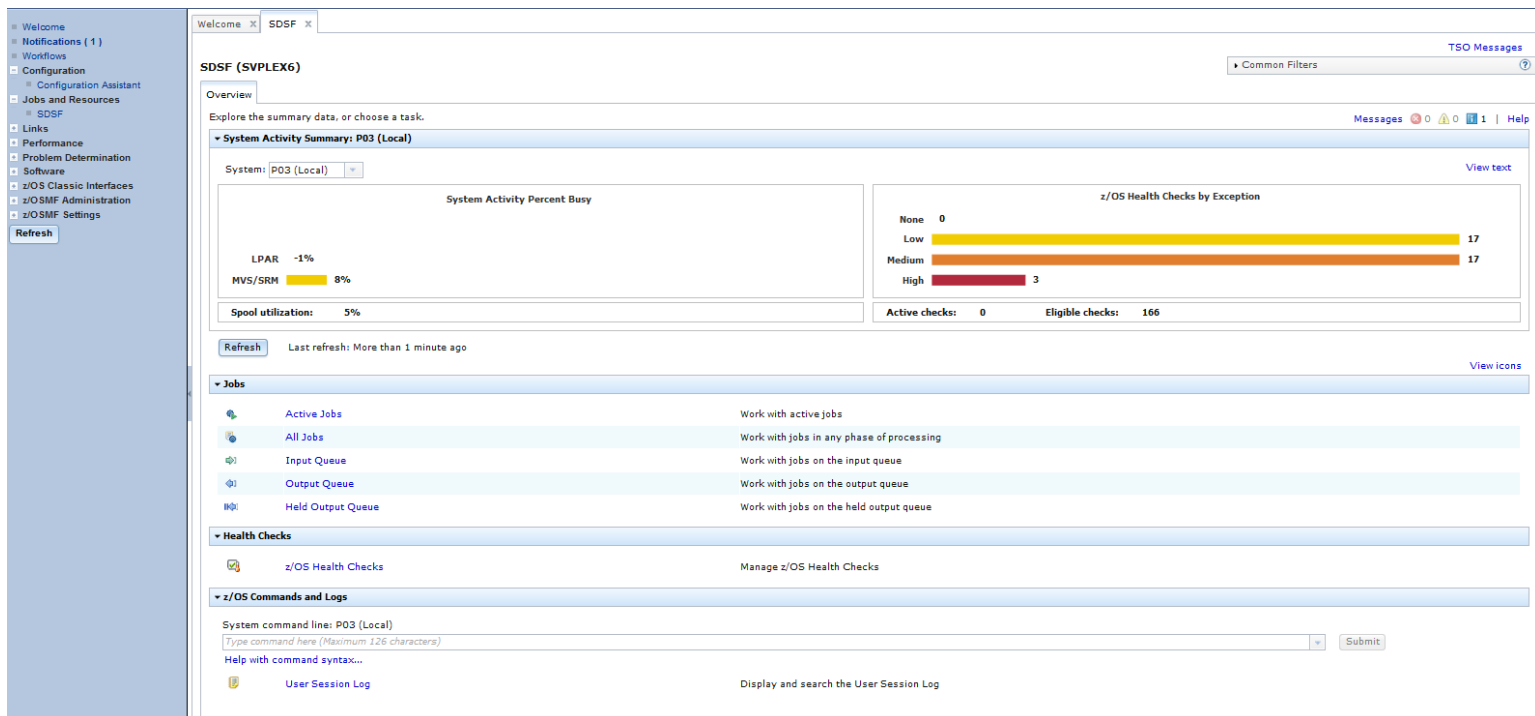 Welcome
Notifications ( 1 )
Workflows
Configuration
Configuration Assistant
Jobs and Resources
SDSF
Links
Performance
Problem Determination
Software
z/OS Classic Interfaces
z/OSMF Administration
z/OSMF Settings
Refresh
Welcome SDSF
TSO Messages
SDSF (SVPLEX6)
Common Filters
Overview
Explore the summary data, or choose a task.
Messages 0 0 1 | Help
System Activity Summary: P03 (Local)
System: P03 (Local)
View text
System Activity Percent Busy
LPAR -1%
MVS/SRM 8%
Spool utilization: 5%
z/OS Health Checks by Exception
None 0
Low 17
Medium 17
High 3
Active checks: 0 Eligible checks: 166
Refresh Last refresh: More than 1 minute ago
View icons
Jobs
Active Jobs Work with active jobs
All Jobs Work with jobs in any phase of processing
Input Queue Work with jobs on the input queue
Output Queue Work with jobs on the output queue
Held Output Queue Work with jobs on the held output queue
Health Checks
z/OS Health Checks Manage z/OS Health Checks
z/OS Commands and Logs
System command line: P03 (Local)
Type command here (Maximum 126 characters) Submit
Help with command syntax...
User Session Log Display and search the User Session Log